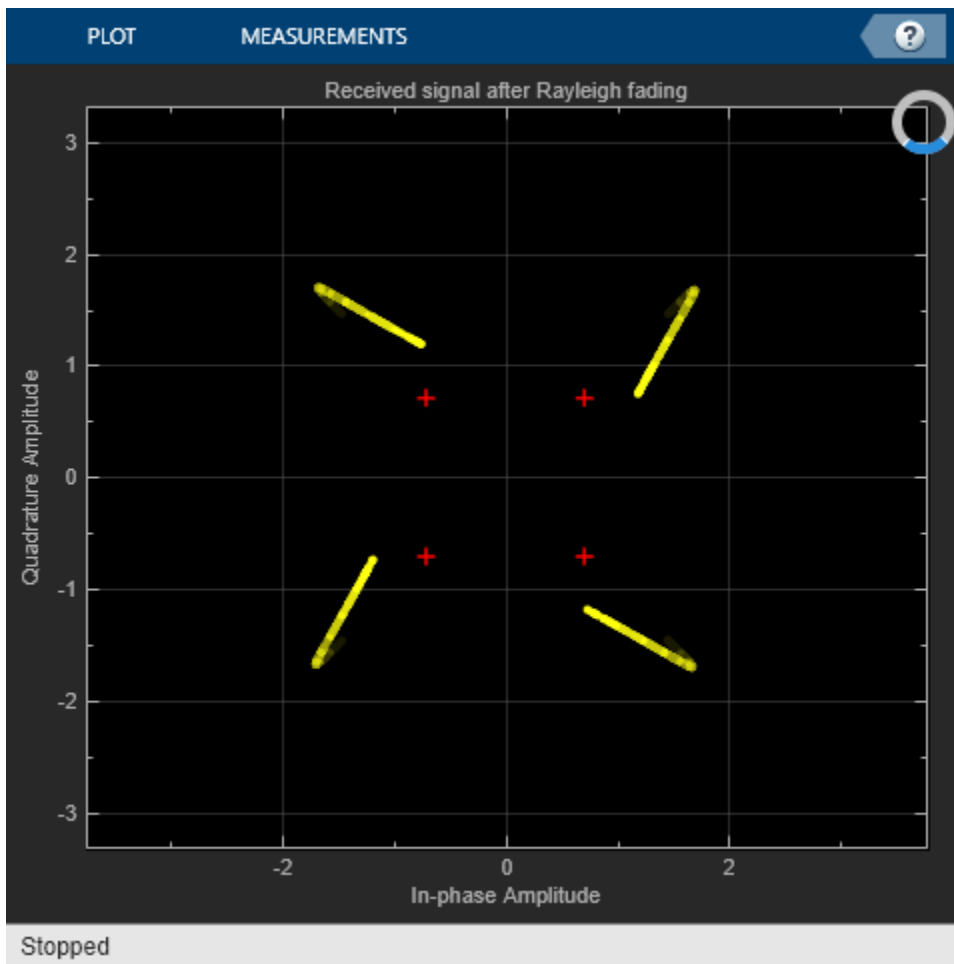 PLOT MEASUREMENTS ?
Received signal after Rayleigh fading
3
2
1
0
-1
-2
-3
Quadrature Amplitude
-2 0 2
In-phase Amplitude
Stopped